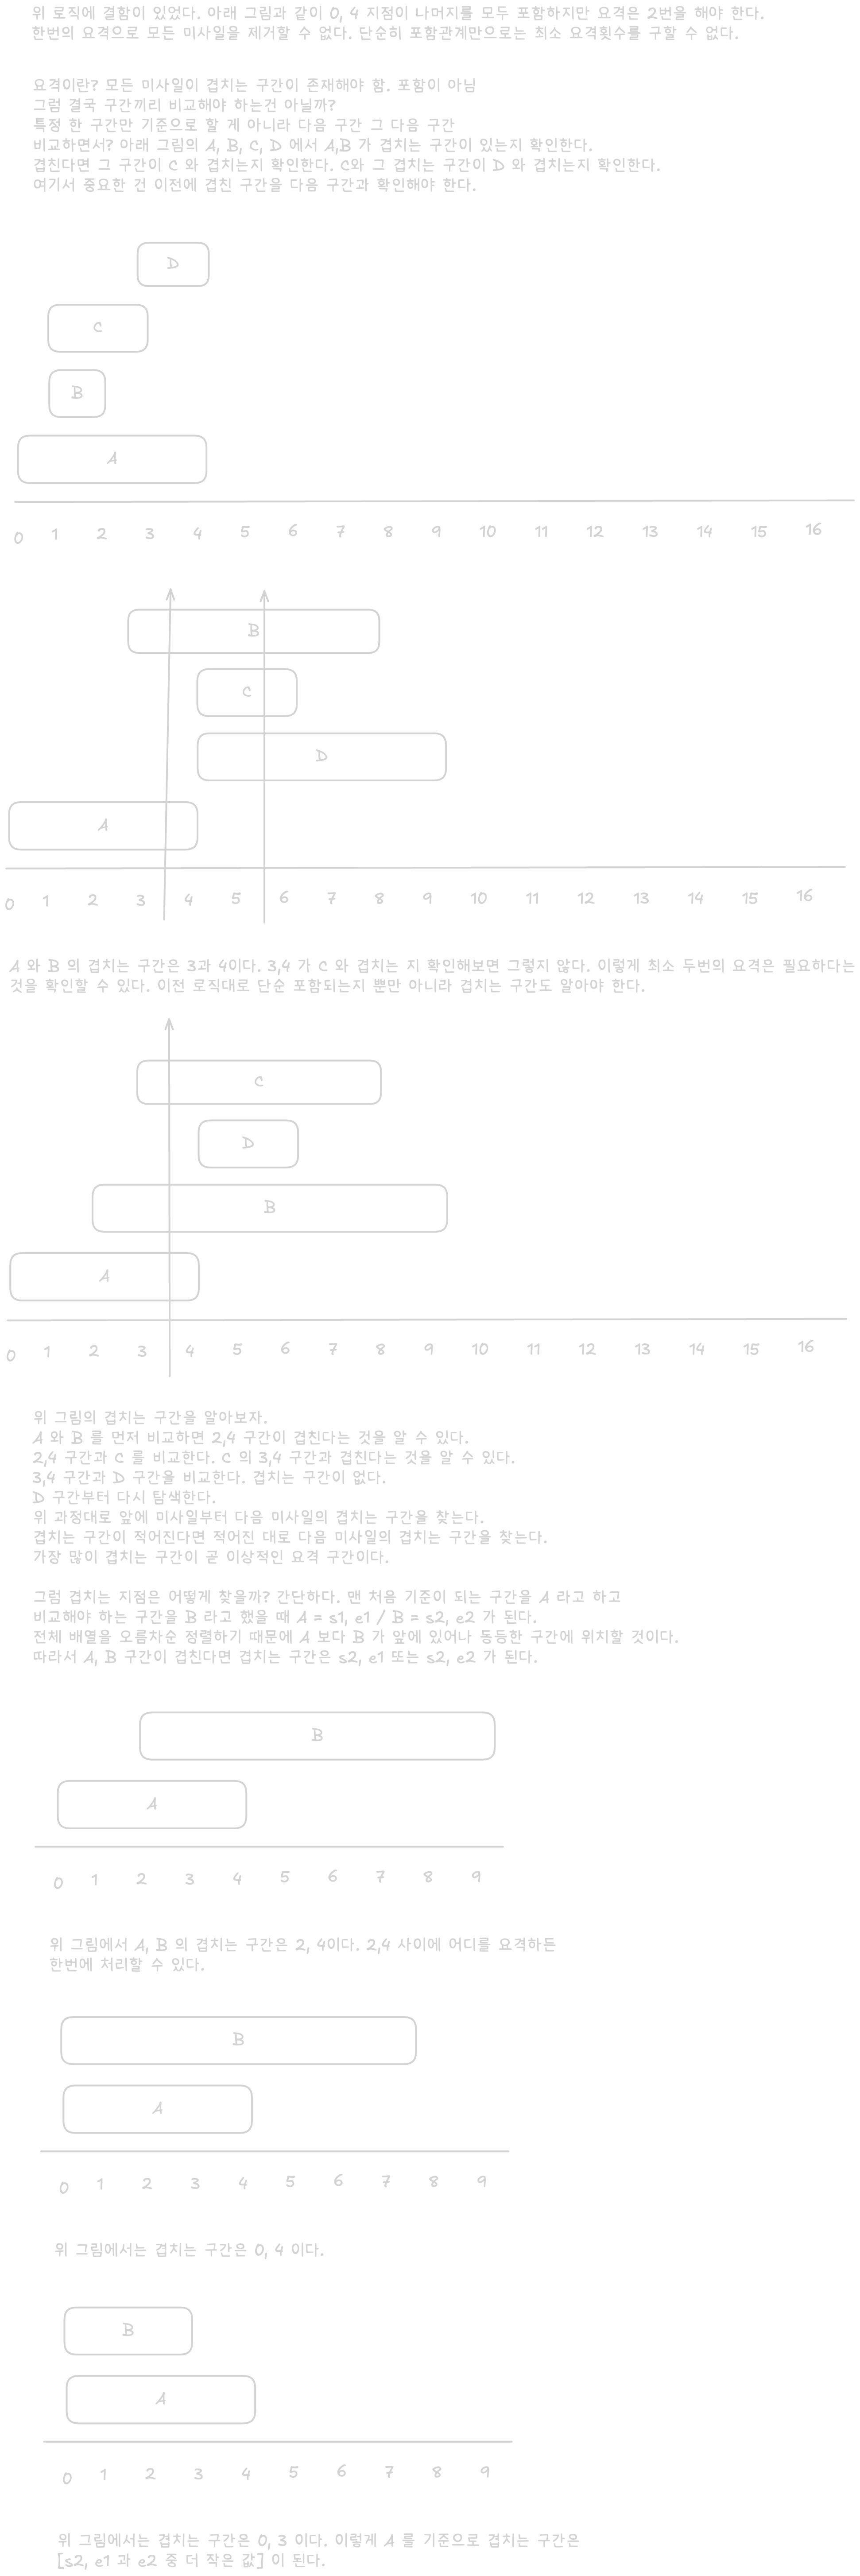 위 로직에 결함이 있었다. 아래 그림과 같이 0, 4 지점이 나머지를 모두 포함하지만 요격은 2번을 해야 한다.
한번의 요격으로 모든 미사일을 제거할 수 없다. 단순히 포함관계만으로는 최소 요격횟수를 구할 수 없다.
요격이란? 모든 미사일이 겹치는 구간이 존재해야 함. 포함이 아님
그럼 결국 구간끼리 비교해야 하는건 아닐까?
특정 한 구간만 기준으로 할 게 아니라 다음 구간 그 다음 구간
비교하면서? 아래 그림의 A, B, C, D 에서 A,B 가 겹치는 구간이 있는지 확인한다.
겹친다면 그 구간이 C 와 겹치는지 확인한다. C와 그 겹치는 구간이 D 와 겹치는지 확인한다.
여기서 중요한 건 이전에 겹친 구간을 다음 구간과 확인해야 한다.
D
C
B
A
0 1 2 3 4 5 6 7 8 9 10 11 12 13 14 15 16
B
C
D
A
0 1 2 3 4 5 6 7 8 9 10 11 12 13 14 15 16
A 와 B 의 겹치는 구간은 3과 4이다. 3,4 가 C 와 겹치는 지 확인해보면 그렇지 않다. 이렇게 최소 두번의 요격은 필요하다는
것을 확인할 수 있다. 이전 로직대로 단순 포함되는지 뿐만 아니라 겹치는 구간도 알아야 한다.
C
D
B
A
0 1 2 3 4 5 6 7 8 9 10 11 12 13 14 15 16
위 그림의 겹치는 구간을 알아보자.
A 와 B 를 먼저 비교하면 2,4 구간이 겹친다는 것을 알 수 있다.
2,4 구간과 C 를 비교한다. C 의 3,4 구간과 겹친다는 것을 알 수 있다.
3,4 구간과 D 구간을 비교한다. 겹치는 구간이 없다.
D 구간부터 다시 탐색한다.
위 과정대로 앞에 미사일부터 다음 미사일의 겹치는 구간을 찾는다.
겹치는 구간이 적어진다면 적어진 대로 다음 미사일의 겹치는 구간을 찾는다.
가장 많이 겹치는 구간이 곧 이상적인 요격 구간이다.
그럼 겹치는 지점은 어떻게 찾을까? 간단하다. 맨 처음 기준이 되는 구간을 A 라고 하고
비교해야 하는 구간을 B 라고 했을 때 A = s1, e1 / B = s2, e2 가 된다.
전체 배열을 오름차순 정렬하기 때문에 A 보다 B 가 앞에 있어나 동등한 구간에 위치할 것이다.
따라서 A, B 구간이 겹친다면 겹치는 구간은 s2, e1 또는 s2, e2 가 된다.
B
A
0 1 2 3 4 5 6 7 8 9
위 그림에서 A, B 의 겹치는 구간은 2, 4이다. 2,4 사이에 어디를 요격하든
한번에 처리할 수 있다.
B
A
0 1 2 3 4 5 6 7 8 9
위 그림에서는 겹치는 구간은 0, 4 이다.
B
A
0 1 2 3 4 5 6 7 8 9
위 그림에서는 겹치는 구간은 0, 3 이다. 이렇게 A 를 기준으로 겹치는 구간은
[s2, e1 과 e2 중 더 작은 값] 이 된다.